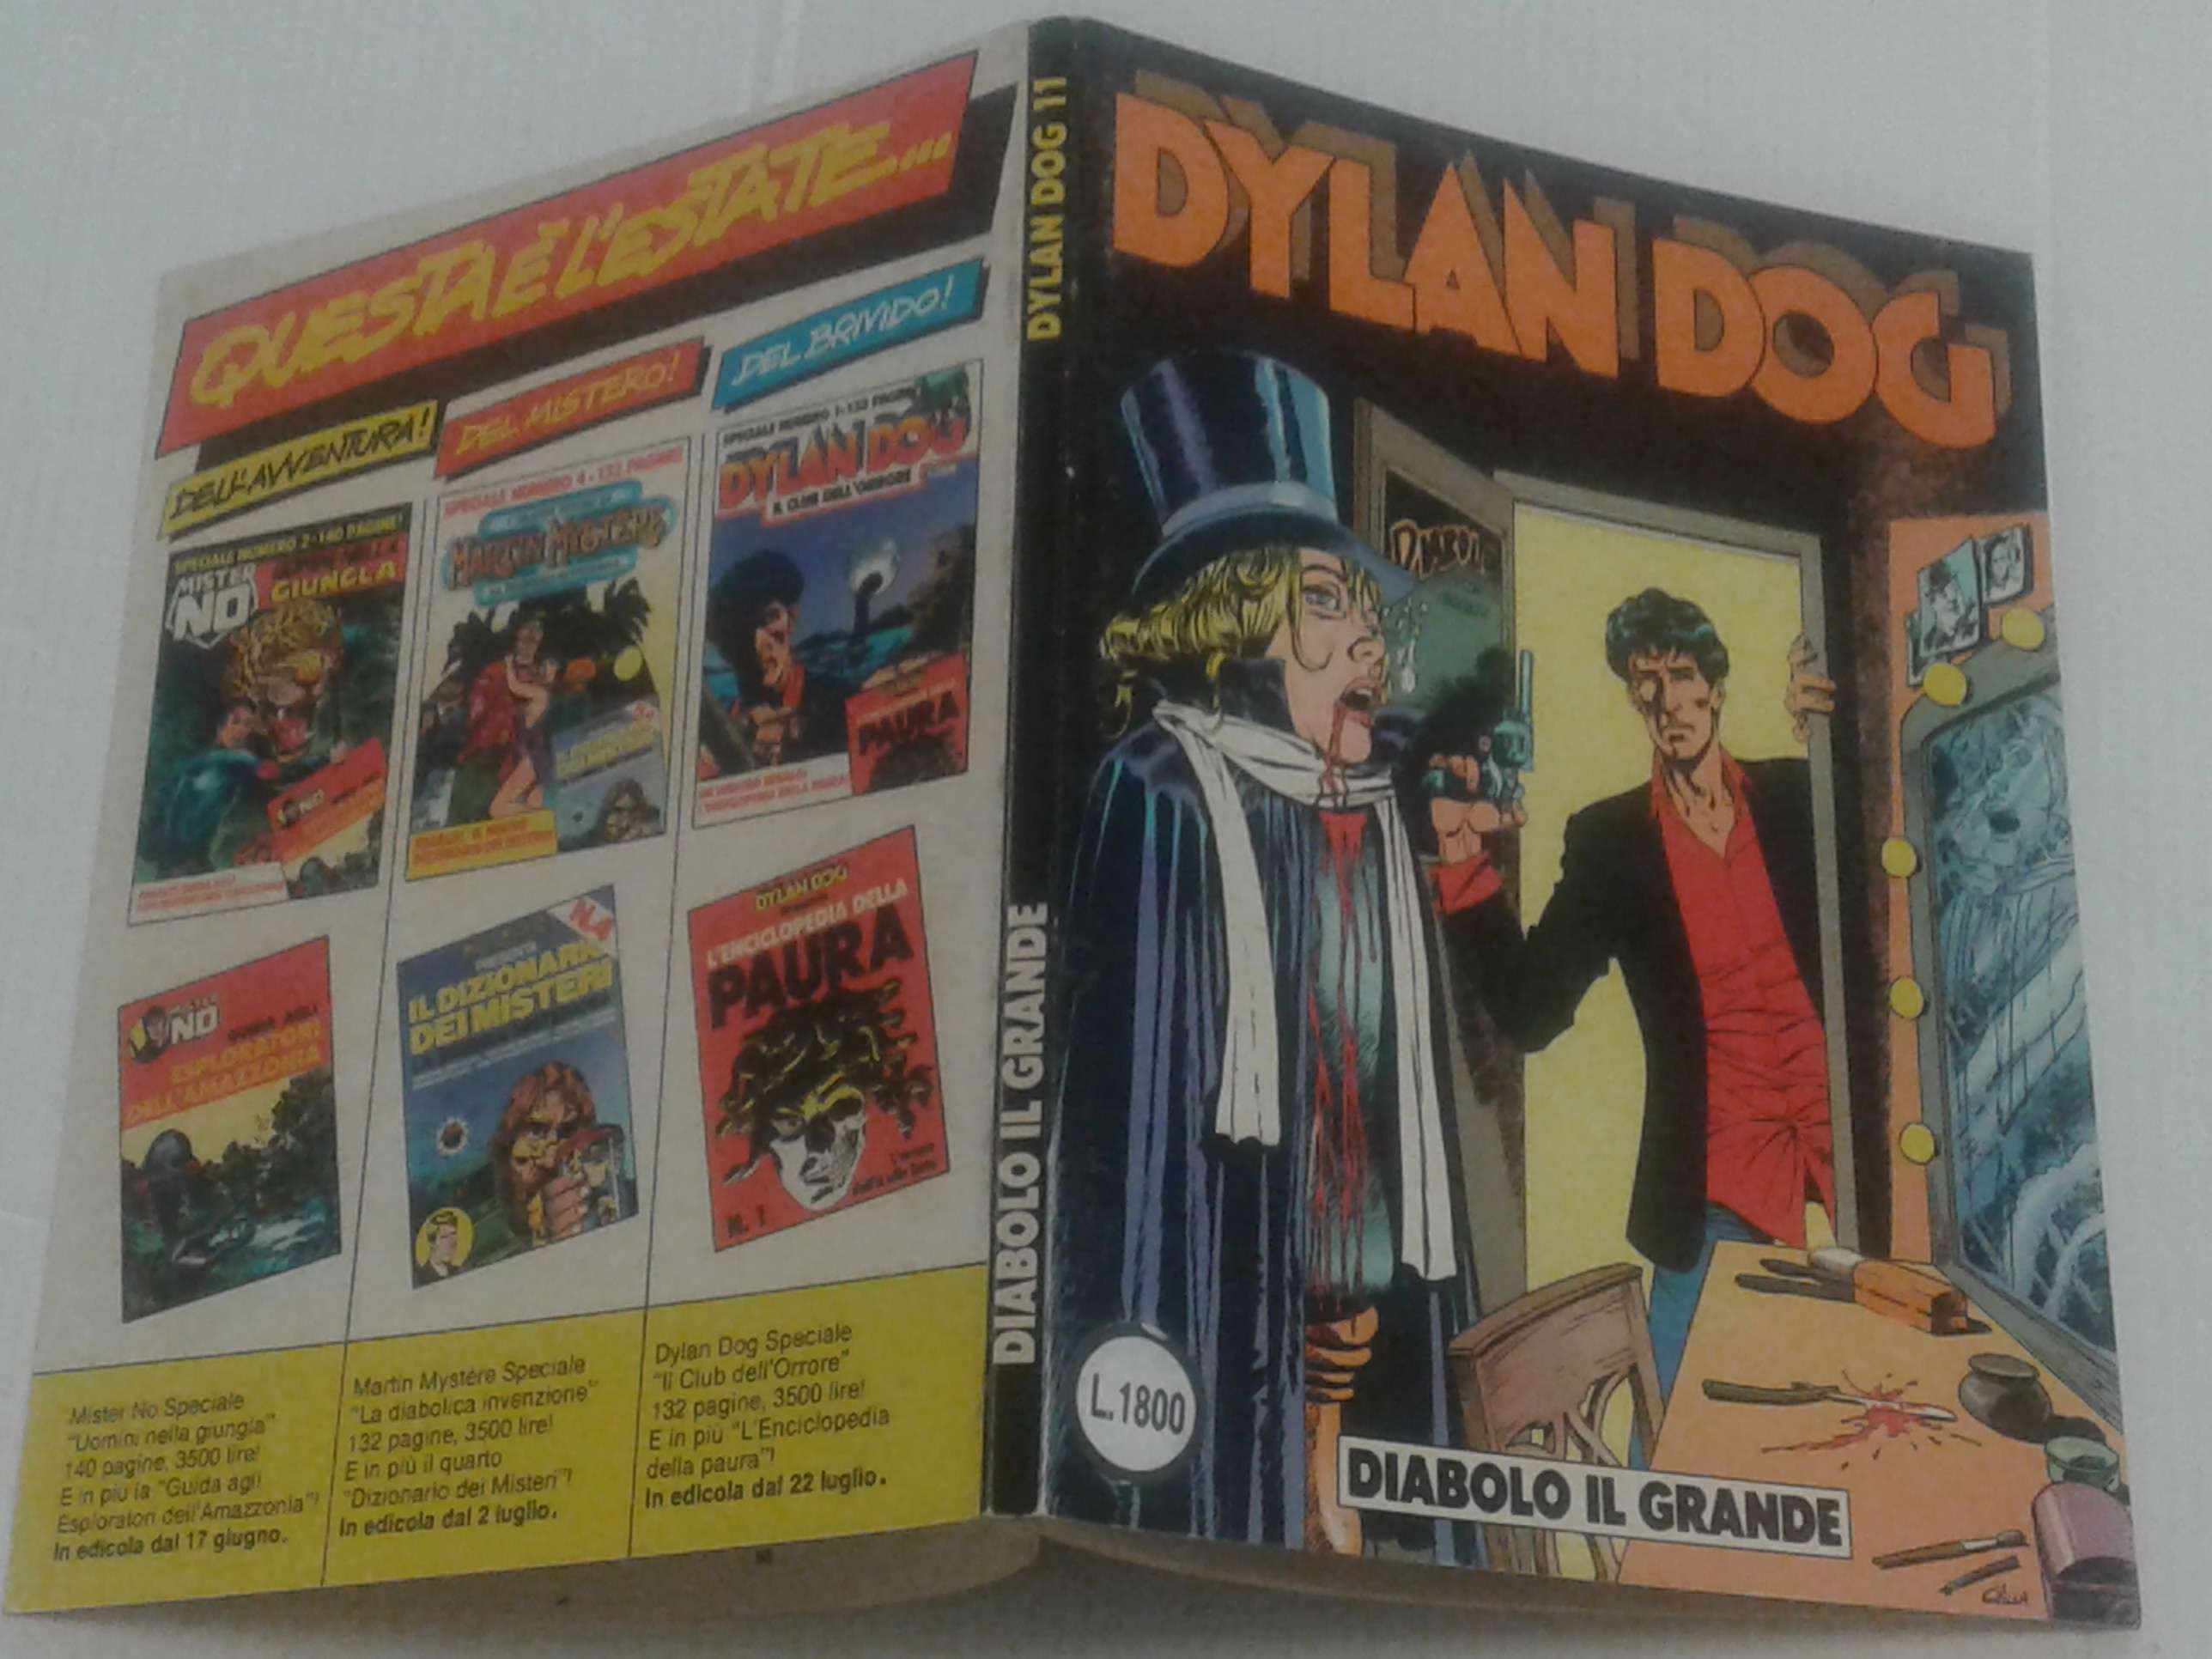 QUESTA È L'ESTATE...
DELL'AVVENTURA!
DEL MISTERO!
DEL BRIVIDO!
SPECIALE NUMERO 2-140 PAGINE!
MISTER
NO
GIUNGLA
SPECIALE NUMERO 4-132 PAGINE!
MARTIN MYSTÈRE
SPECIALE NUMERO 1-132 PAGINE!
DYLAN DOG
IL CLUB DELL'ORRORE
PAURA
NO
GUIDA AGLI
ESPLORATORI
DELL'AMAZZONIA
N.4
PRESENTA
IL DIZIONARIO
DEI MISTERI
DYLAN DOG
L'ENCICLOPEDIA DELLA
PAURA
N. 1
Mister No Speciale
"Uomini nella giungla"
140 pagine, 3500 lire!
E in più la "Guida agli
Esploratori dell'Amazzonia"!
In edicola dal 17 giugno.
Martin Mystère Speciale
"La diabolica invenzione"
132 pagine, 3500 lire!
E in più il quarto
"Dizionario dei Misteri"!
In edicola dal 2 luglio.
Dylan Dog Speciale
"Il Club dell'Orrore"
132 pagine, 3500 lire!
E in più "L'Enciclopedia
della paura"!
In edicola dal 22 luglio.
DYLAN DOG 11
DIABOLO IL GRANDE
DYLAN DOG
DIABOLO
L.1800
DIABOLO IL GRANDE